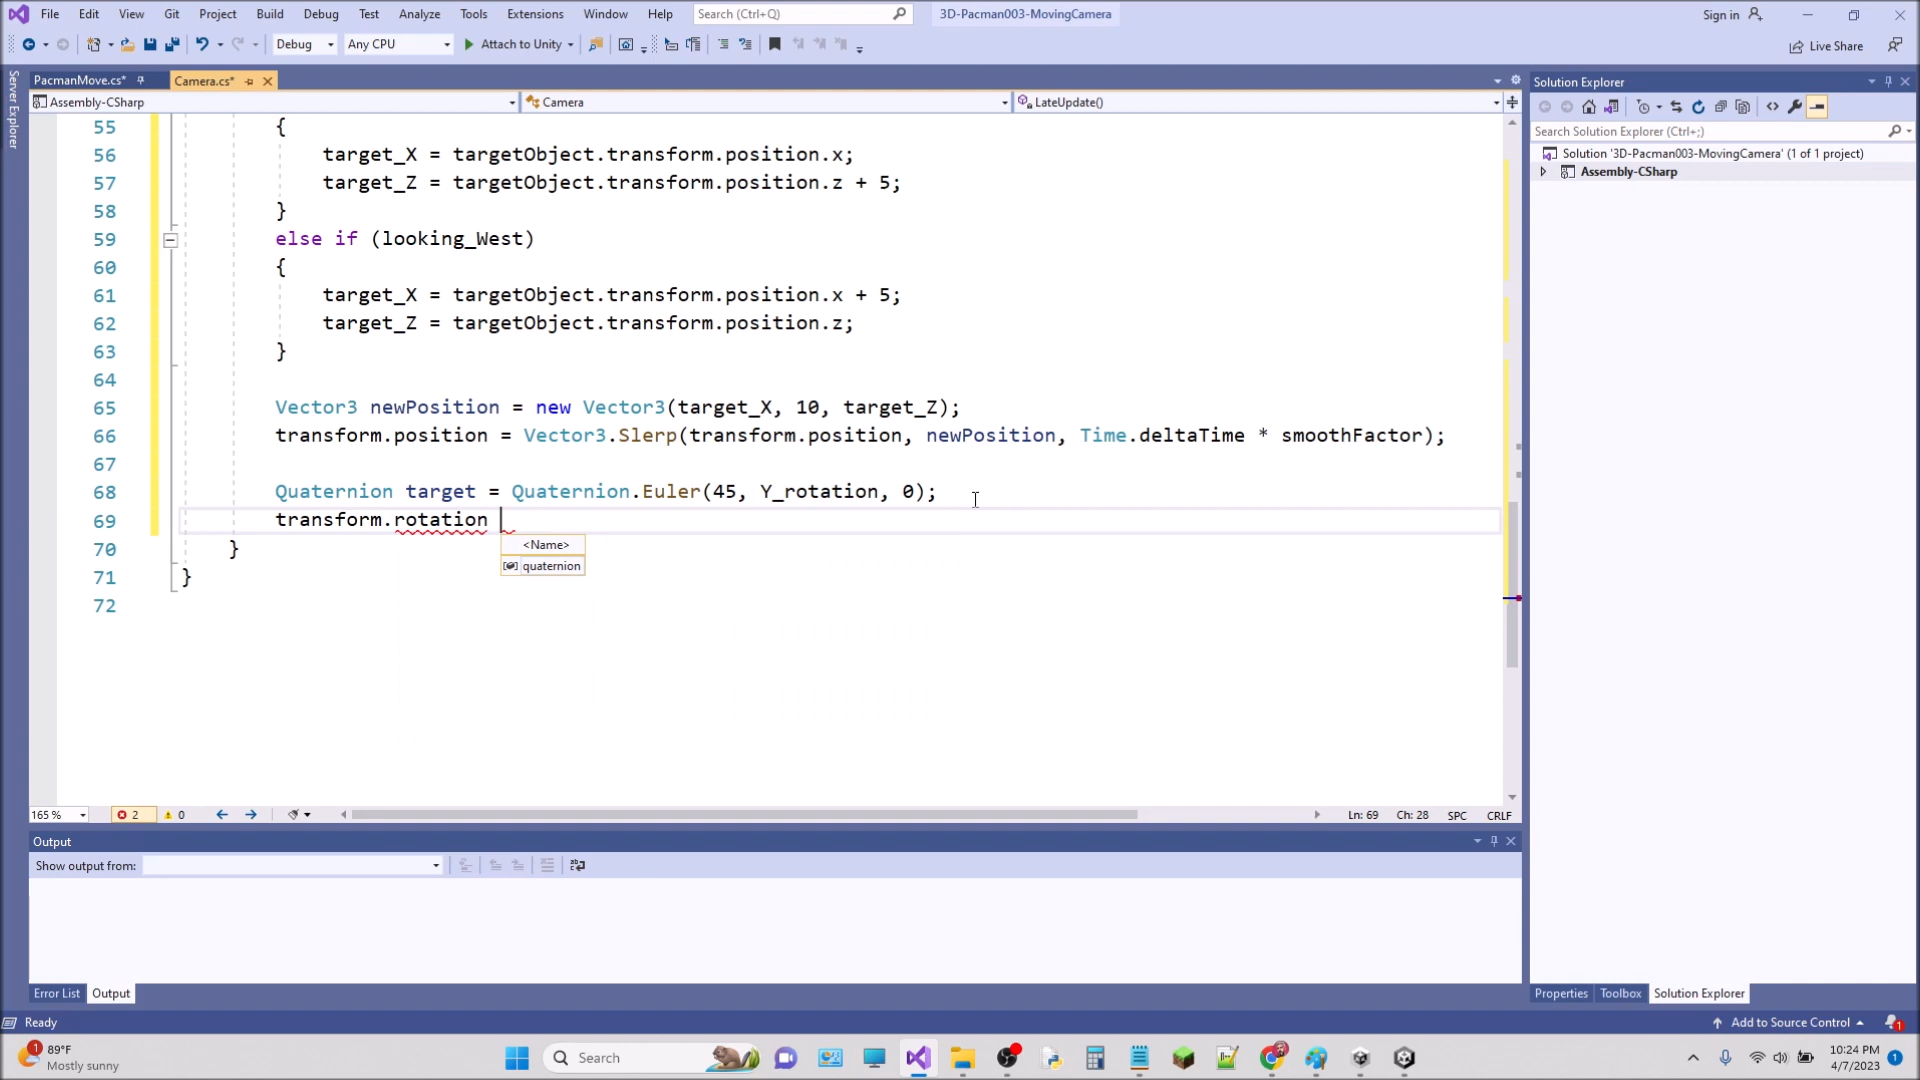 File Edit View Git Project Build Debug Test Analyze Tools Extensions Window Help Search (Ctrl+Q) 3D-Pacman003-MovingCamera Sign in
Debug Any CPU Attach to Unity Live Share
Server Explorer
PacmanMove.cs* Camera.cs*
Assembly-CSharp Camera LateUpdate()
55 {
56 target_X = targetObject.transform.position.x;
57 target_Z = targetObject.transform.position.z + 5;
58 }
59 else if (looking_West)
60 {
61 target_X = targetObject.transform.position.x + 5;
62 target_Z = targetObject.transform.position.z;
63 }
64
65 Vector3 newPosition = new Vector3(target_X, 10, target_Z);
66 transform.position = Vector3.Slerp(transform.position, newPosition, Time.deltaTime * smoothFactor);
67
68 Quaternion target = Quaternion.Euler(45, Y_rotation, 0);
69 transform.rotation
<Name>
quaternion
70 }
71 }
72
165 % 2 0 Ln: 69 Ch: 28 SPC CRLF
Output
Show output from:
Error List Output
Solution Explorer
Search Solution Explorer (Ctrl+;)
Solution '3D-Pacman003-MovingCamera' (1 of 1 project)
Assembly-CSharp
Properties Toolbox Solution Explorer
Ready Add to Source Control 1
1 89°F
Mostly sunny
Search
10:24 PM
4/7/2023
1